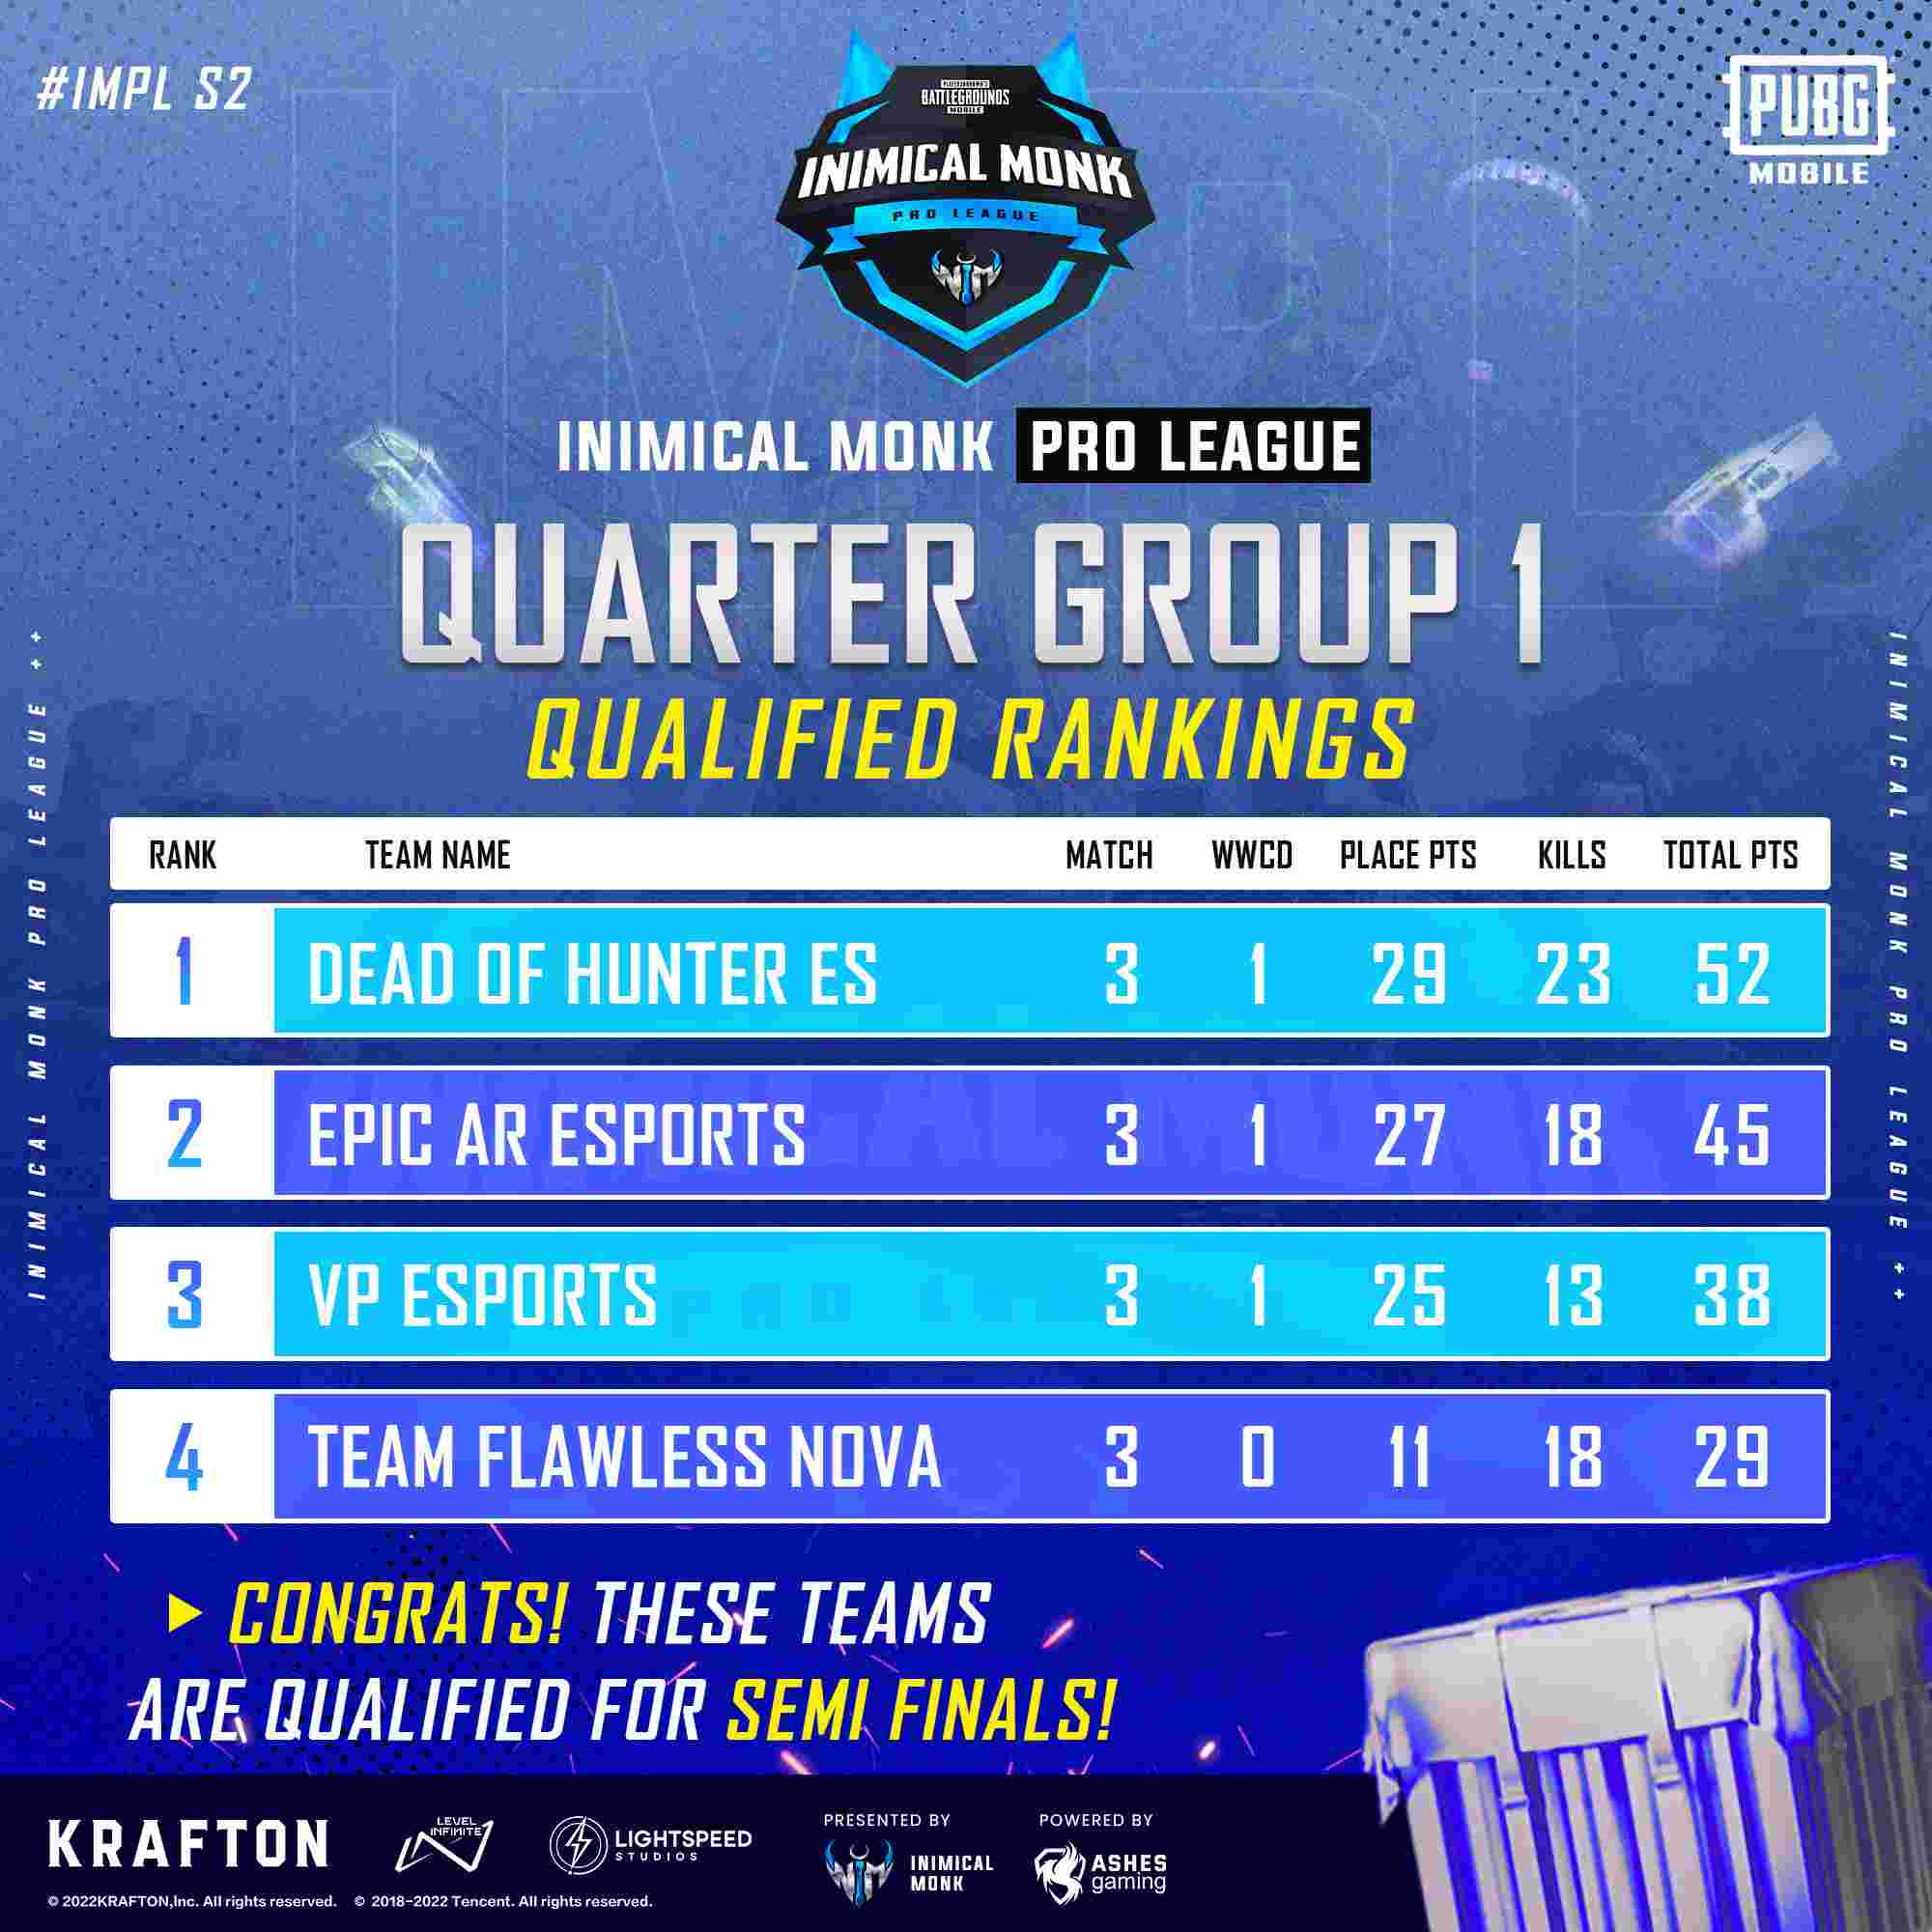 #IMPL S2
PLAYERUNKNOWN'S
BATTLEGROUNDS
MOBILE
INIMICAL MONK
PRO LEAGUE
PUBG
MOBILE
INIMICAL MONK PRO LEAGUE
QUARTER GROUP 1
QUALIFIED RANKINGS
RANK TEAM NAME MATCH WWCD PLACE PTS KILLS TOTAL PTS
1 DEAD OF HUNTER ES 3 1 29 23 52
2 EPIC AR ESPORTS 3 1 27 18 45
3 VP ESPORTS 3 1 25 13 38
4 TEAM FLAWLESS NOVA 3 0 11 18 29
INIMICAL MONK PRO LEAGUE ++
INIMICAL MONK PRO LEAGUE ++
CONGRATS! THESE TEAMS
ARE QUALIFIED FOR SEMI FINALS!
KRAFTON
LEVEL
INFINITE
LIGHTSPEED
STUDIOS
PRESENTED BY
INIMICAL
MONK
POWERED BY
ASHES
gaming
© 2022KRAFTON,Inc. All rights reserved. © 2018-2022 Tencent. All rights reserved.